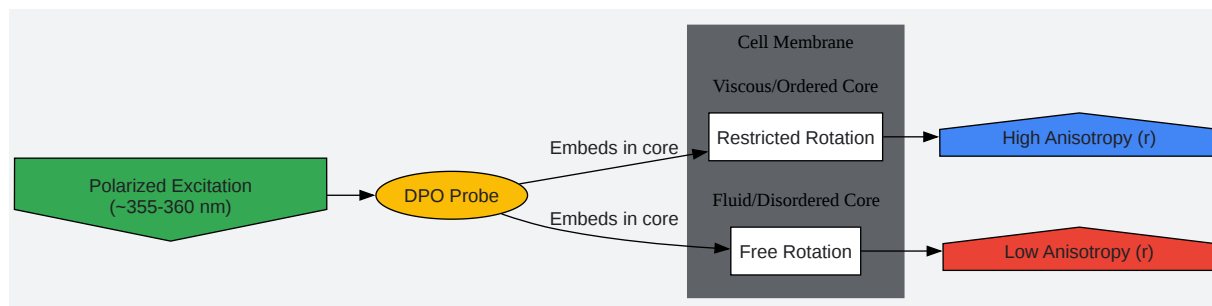 Cell Membrane
Viscous/Ordered Core
Restricted Rotation
High Anisotropy (r)
Embeds in core
Polarized Excitation
(~355-360 nm)
DPO Probe
Embeds in core
Fluid/Disordered Core
Free Rotation
Low Anisotropy (r)